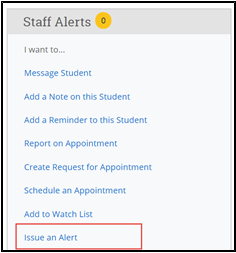 Staff Alerts 0
I want to...
Message Student
Add a Note on this Student
Add a Reminder to this Student
Report on Appointment
Create Request for Appointment
Schedule an Appointment
Add to Watch List
Issue an Alert